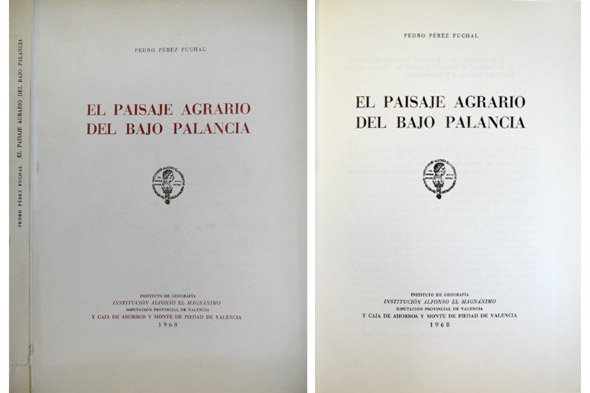 PEDRO PÉREZ PUCHAL EL PAISAJE AGRARIO DEL BAJO PALANCIA
PEDRO PÉREZ PUCHAL
EL PAISAJE AGRARIO
DEL BAJO PALANCIA
INSTITUTO DE GEOGRAFÍA
INSTITUCIÓN ALFONSO EL MAGNÁNIMO
DIPUTACIÓN PROVINCIAL DE VALENCIA
Y CAJA DE AHORROS Y MONTE DE PIEDAD DE VALENCIA
1968
PEDRO PÉREZ PUCHAL
EL PAISAJE AGRARIO
DEL BAJO PALANCIA
INSTITUTO DE GEOGRAFÍA
INSTITUCIÓN ALFONSO EL MAGNÁNIMO
DIPUTACIÓN PROVINCIAL DE VALENCIA
Y CAJA DE AHORROS Y MONTE DE PIEDAD DE VALENCIA
1968